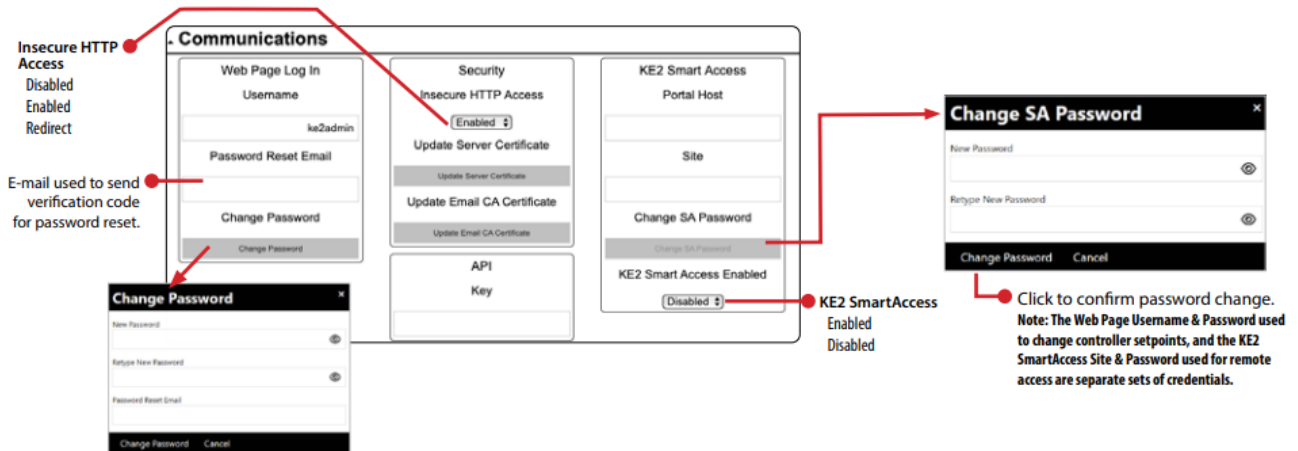 Insecure HTTP
Access
Disabled
Enabled
Redirect
E-mail used to send
verification code
for password reset.
Communications
Web Page Log In
Username
ke2admin
Password Reset Email
Change Password
Change Password
Security
Insecure HTTP Access
Enabled
Update Server Certificate
Update Server Certificate
Update Email CA Certificate
Update Email CA Certificate
API
Key
KE2 Smart Access
Portal Host
Site
Change SA Password
Change SA Password
KE2 Smart Access Enabled
Disabled
KE2 SmartAccess
Enabled
Disabled
Change Password ×
New Password
Retype New Password
Password Reset Email
Change Password Cancel
Change SA Password ×
New Password
Retype New Password
Change Password Cancel
Click to confirm password change.
Note: The Web Page Username & Password used
to change controller setpoints, and the KE2
SmartAccess Site & Password used for remote
access are separate sets of credentials.